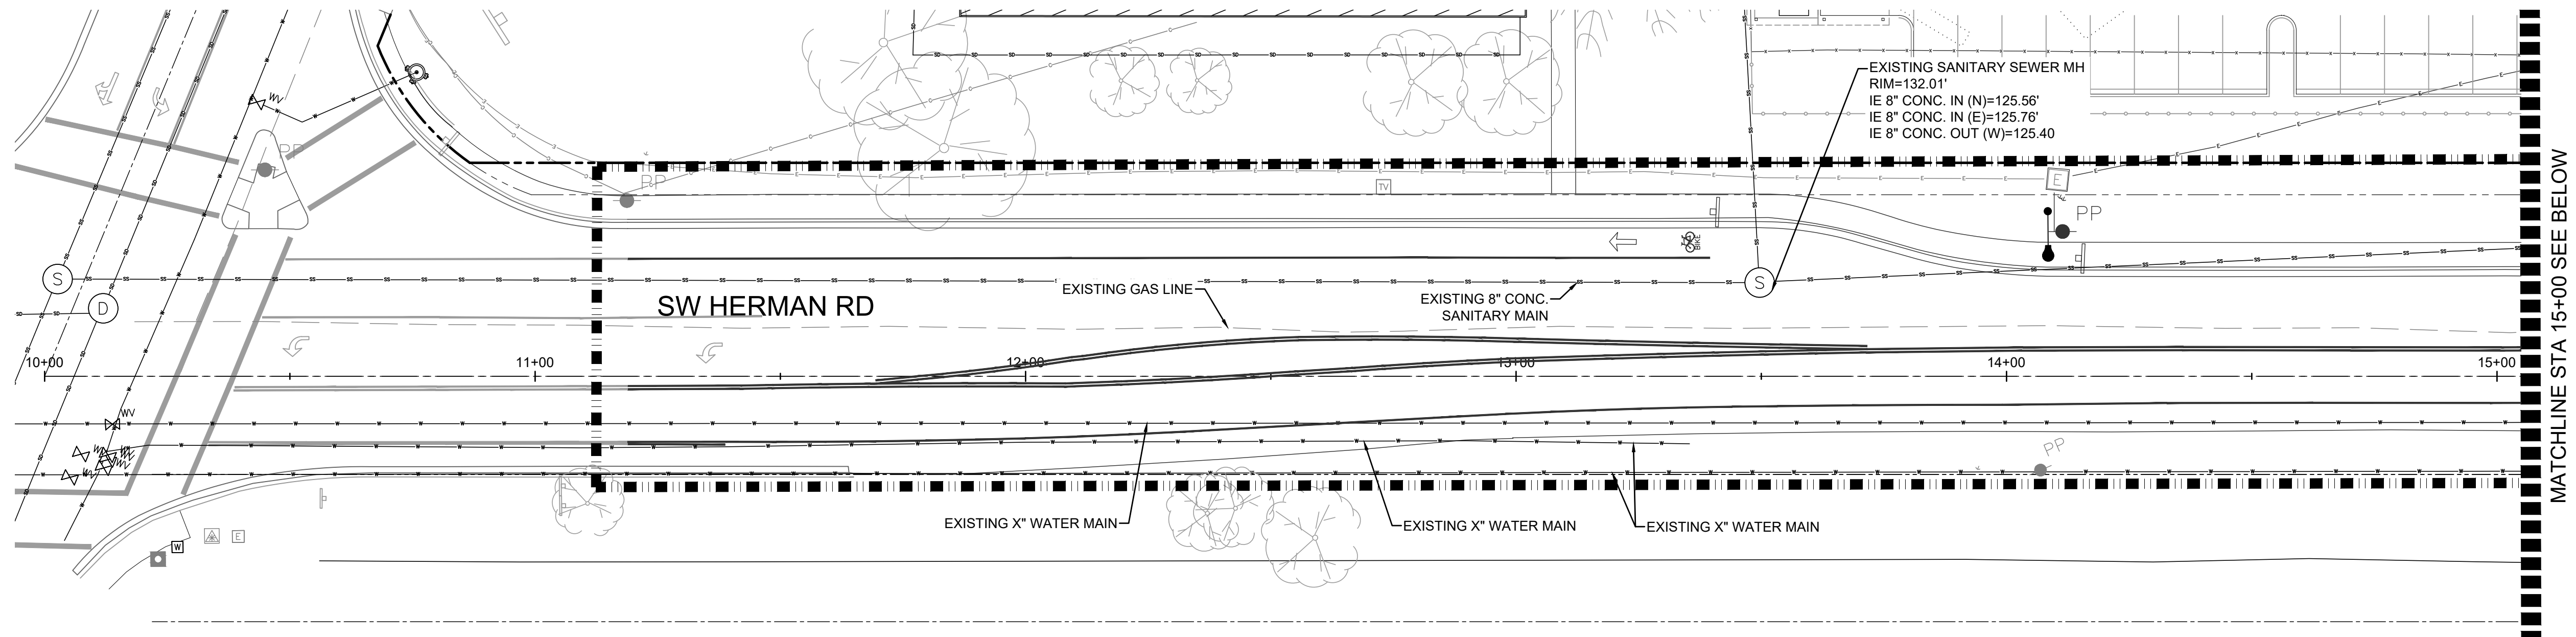 EXISTING SANITARY SEWER MH
RIM=132.01'
IE 8" CONC. IN (N)=125.56'
IE 8" CONC. IN (E)=125.76'
IE 8" CONC. OUT (W)=125.40
WV
PP
PP
TV
E
PP
BIKE
S
S
D
EXISTING GAS LINE
EXISTING 8" CONC.
SANITARY MAIN
SW HERMAN RD
10+00
11+00
12+00
13+00
14+00
15+00
MATCHLINE STA 15+00 SEE BELOW
WV
PP
EXISTING X" WATER MAIN
EXISTING X" WATER MAIN
EXISTING X" WATER MAIN
W
E